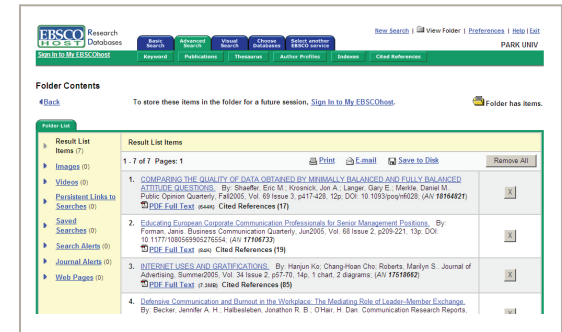 EBSCO Research
HOST Databases
Basic Search
Advanced Search
Visual Search
Choose Databases
Select another EBSCO service
New Search | View Folder | Preferences | Help | Exit
PARK UNIV
Sign In to My EBSCOhost
Keyword Publications Thesaurus Author Profiles Indexes Cited References
Folder Contents
Back To store these items in the folder for a future session, Sign In to My EBSCOhost. Folder has items.
Folder List
Result List Items (7)
Images (0)
Videos (0)
Persistent Links to Searches (0)
Saved Searches (0)
Search Alerts (0)
Journal Alerts (0)
Web Pages (0)
Result List Items
1 - 7 of 7 Pages: 1 Print E-mail Save to Disk Remove All
1. COMPARING THE QUALITY OF DATA OBTAINED BY MINIMALLY BALANCED AND FULLY BALANCED
ATTITUDE QUESTIONS. By: Shaeffer, Eric M.; Krosnick, Jon A.; Langer, Gary E.; Merkle, Daniel M..
Public Opinion Quarterly, Fall2005, Vol. 69 Issue 3, p417-428, 12p; DOI: 10.1093/poq/nfi028; (AN 18164821)
PDF Full Text Cited References (17)
X
2. Educating European Corporate Communication Professionals for Senior Management Positions. By:
Forman, Janis. Business Communication Quarterly, Jun2005, Vol. 68 Issue 2, p209-221, 13p; DOI:
10.1177/1080569905276554; (AN 17106733)
PDF Full Text Cited References (19)
X
3. INTERNET USES AND GRATIFICATIONS. By: Hanjun Ko; Chang-Hoan Cho; Roberts, Marilyn S.. Journal of
Advertising, Summer2005, Vol. 34 Issue 2, p57-70, 14p, 1 chart, 2 diagrams; (AN 17518662)
PDF Full Text (7.3MB) Cited References (85)
X
4. Defensive Communication and Burnout in the Workplace: The Mediating Role of Leader–Member Exchange.
By: Becker, Jennifer A. H.; Halbesleben, Jonathon R. B.; O'Hair, H. Dan. Communication Research Reports,